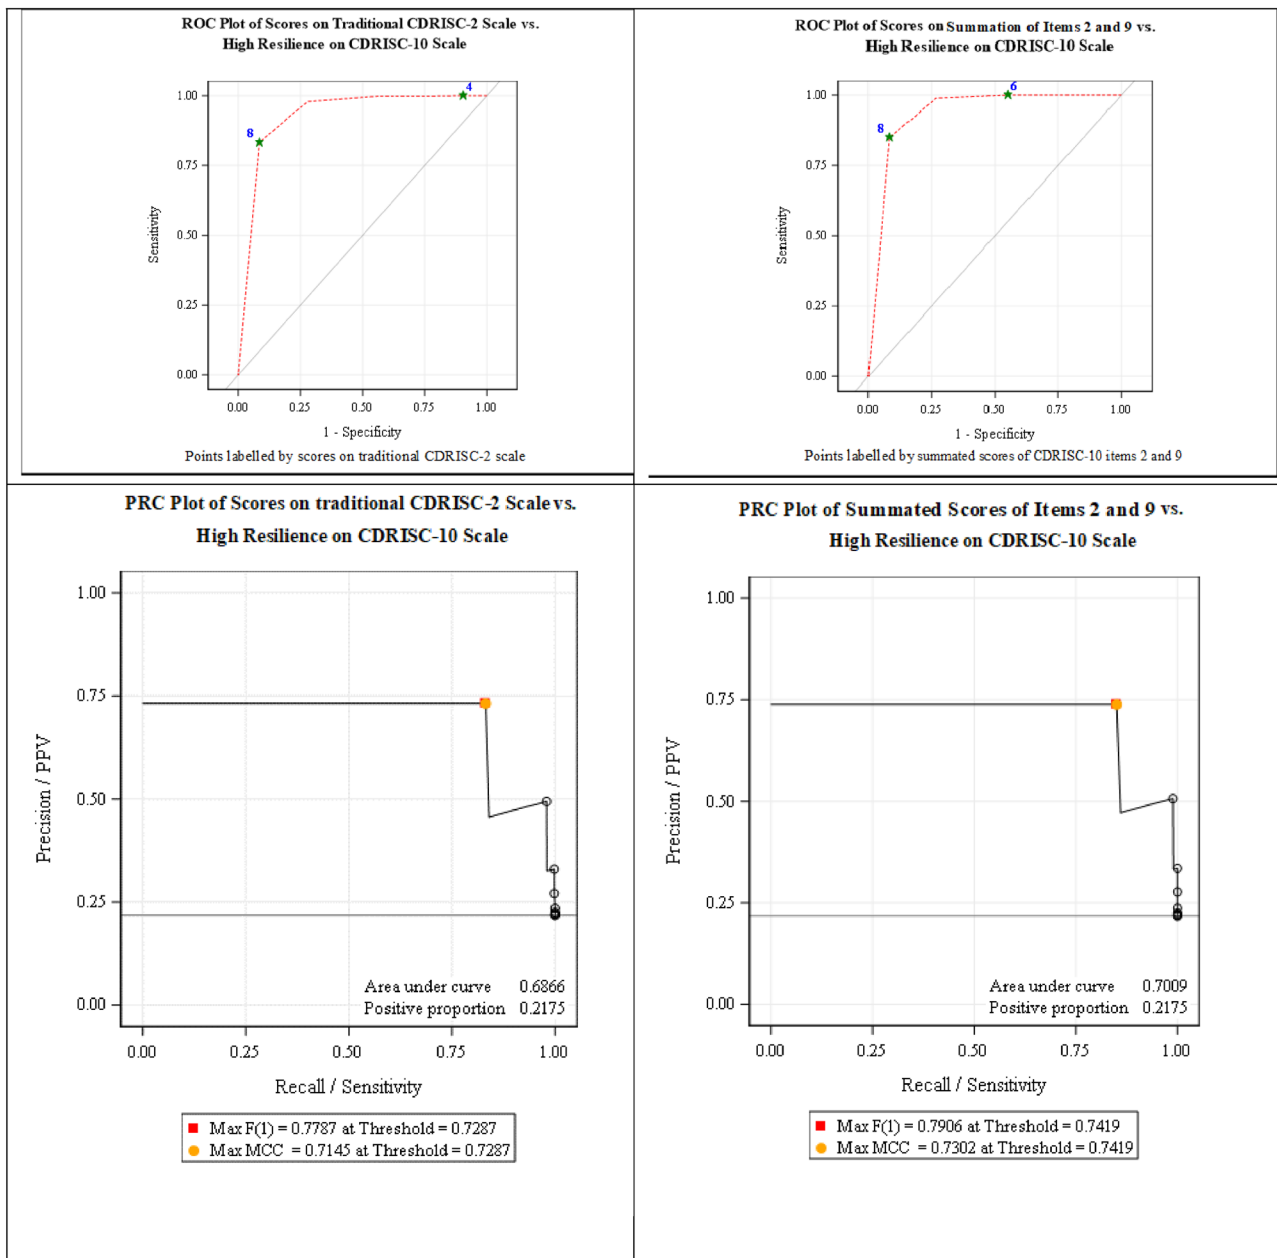 ROC Plot of Scores on Traditional CDRISC-2 Scale vs.
High Resilience on CDRISC-10 Scale
4
8
1.00
0.75
0.50
0.25
0.00
Sensitivity
0.00 0.25 0.50 0.75 1.00
1 - Specificity
Points labelled by scores on traditional CDRISC-2 scale
ROC Plot of Scores on Summation of Items 2 and 9 vs.
High Resilience on CDRISC-10 Scale
6
8
1.00
0.75
0.50
0.25
0.00
Sensitivity
0.00 0.25 0.50 0.75 1.00
1 - Specificity
Points labelled by summated scores of CDRISC-10 items 2 and 9
PRC Plot of Scores on traditional CDRISC-2 Scale vs.
High Resilience on CDRISC-10 Scale
1.00
0.75
0.50
0.25
0.00
Precision / PPV
Area under curve 0.6866
Positive proportion 0.2175
0.00 0.25 0.50 0.75 1.00
Recall / Sensitivity
Max F(1) = 0.7787 at Threshold = 0.7287
Max MCC = 0.7145 at Threshold = 0.7287
PRC Plot of Summated Scores of Items 2 and 9 vs.
High Resilience on CDRISC-10 Scale
1.00
0.75
0.50
0.25
0.00
Precision / PPV
Area under curve 0.7009
Positive proportion 0.2175
0.00 0.25 0.50 0.75 1.00
Recall / Sensitivity
Max F(1) = 0.7906 at Threshold = 0.7419
Max MCC = 0.7302 at Threshold = 0.7419